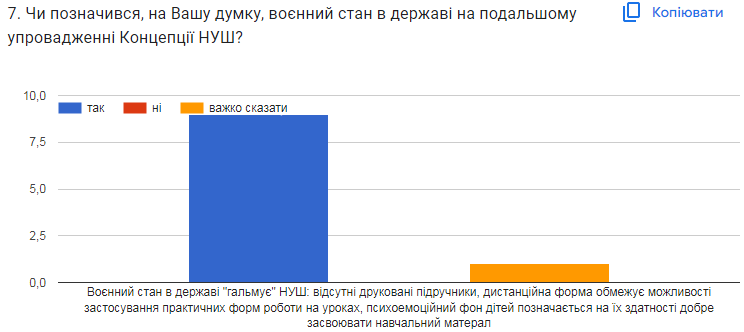 7. Чи позначився, на Вашу думку, воєнний стан в державі на подальшому
упровадженні Концепції НУШ?
Копіювати
10,0
так
ні
важко сказати
7,5
5,0
2,5
0,0
Воєнний стан в державі "гальмує" НУШ: відсутні друковані підручники, дистанційна форма обмежує можливості
застосування практичних форм роботи на уроках, психоемоційний фон дітей позначається на їх здатності добре
засвоювати навчальний матерал